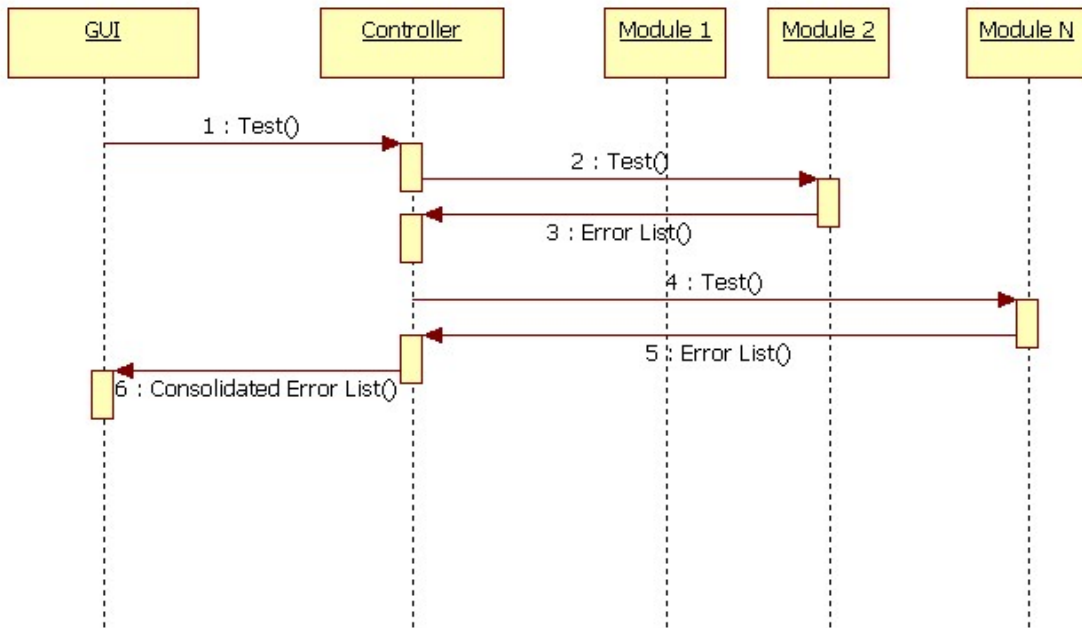 GUI
Controller
Module 1
Module 2
Module N
1 : Test()
2 : Test()
3 : Error List()
4 : Test()
5 : Error List()
6 : Consolidated Error List()